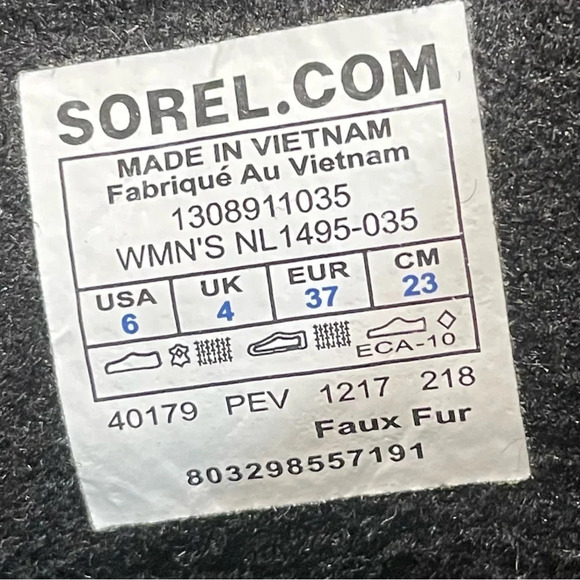 SOREL.COM
MADE IN VIETNAM
Fabriqué Au Vietnam
1308911035
WMN'S NL1495-035
USA UK EUR CM
6 4 37 23
ECA-10
40179 PEV 1217 218
Faux Fur
803298557191